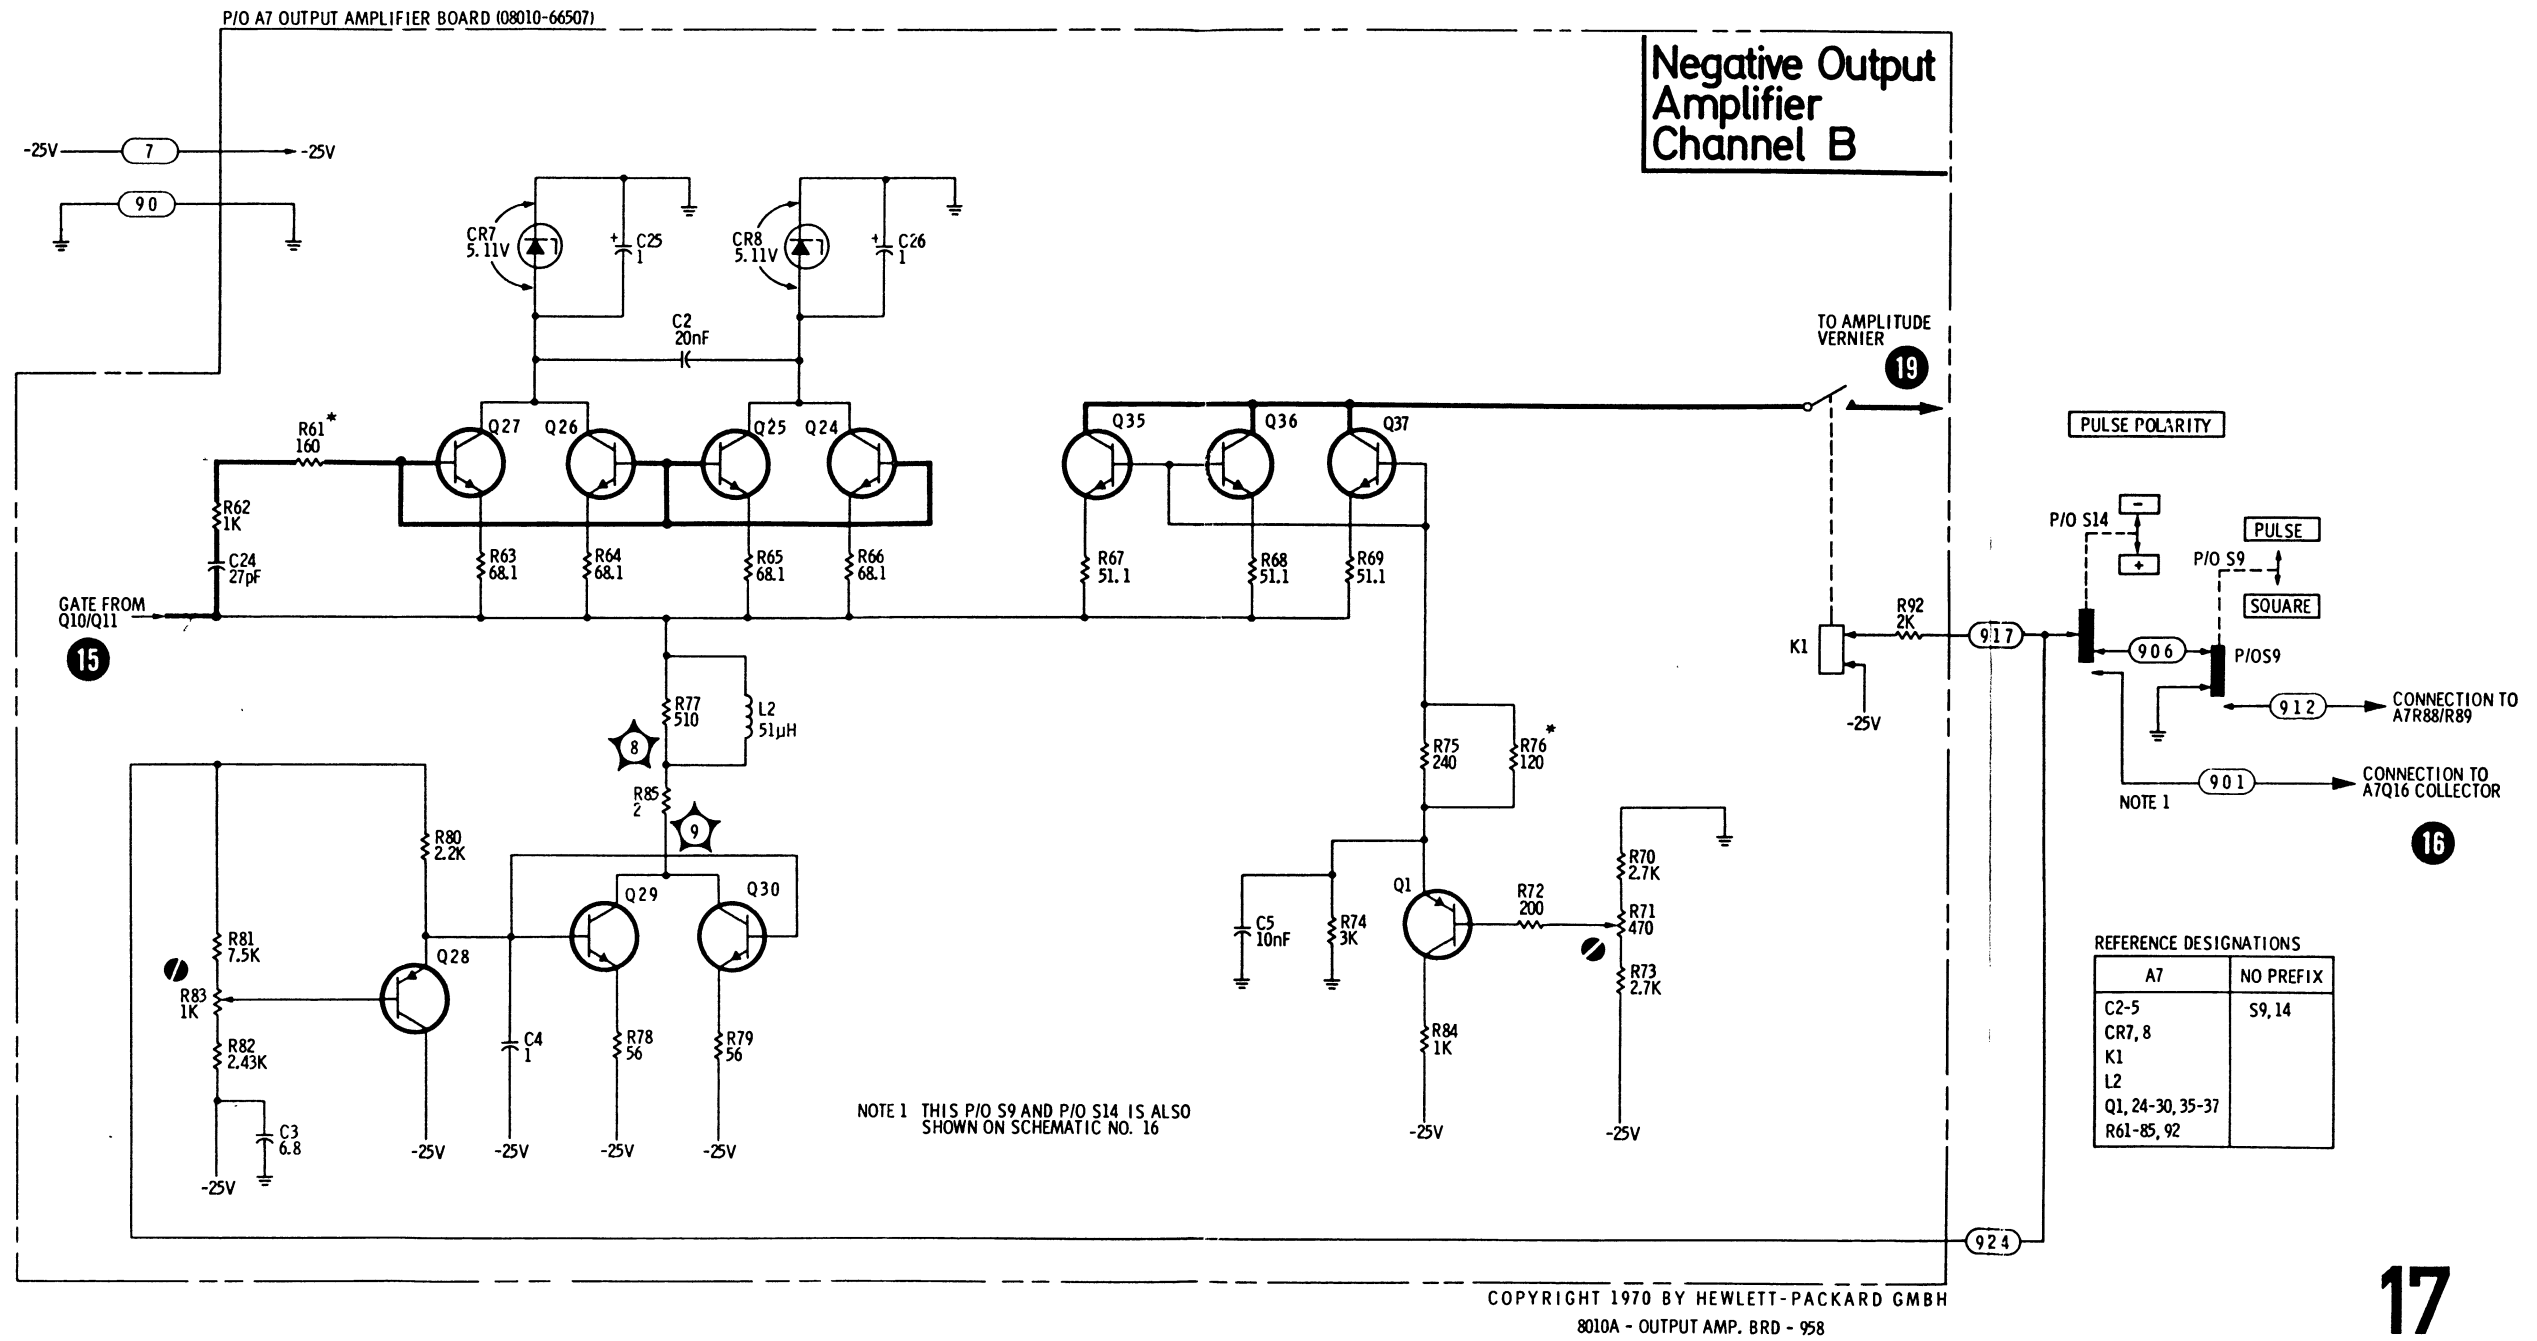 P/O A7 OUTPUT AMPLIFIER BOARD (08010-66507)
Negative Output
Amplifier
Channel B
-25V
7
-25V
90
CR7
5.11V
+
C25
1
CR8
5.11V
+
C26
1
C2
20nF
TO AMPLITUDE
VERNIER
19
R61*
160
Q27
Q26
Q25
Q24
Q35
Q36
Q37
PULSE POLARITY
R62
1K
C24
27pF
R63
68.1
R64
68.1
R65
68.1
R66
68.1
R67
51.1
R68
51.1
R69
51.1
P/O S14
-
+
P/O S9
PULSE
SQUARE
GATE FROM
Q10/Q11
15
K1
R92
2K
917
906
P/OS9
-25V
912
CONNECTION TO
A7R88/R89
R77
510
L2
51µH
8
R75
240
R76*
120
901
CONNECTION TO
A7Q16 COLLECTOR
NOTE 1
16
R85
2
9
R80
2.2K
Q29
Q30
Q1
R72
200
R70
2.7K
R71
470
R73
2.7K
C5
10nF
R74
3K
R81
7.5K
R83
1K
R82
2.43K
Q28
C4
1
R78
56
R79
56
R84
1K
C3
6.8
-25V
-25V
-25V
-25V
-25V
-25V
-25V
NOTE 1 THIS P/O S9 AND P/O S14 IS ALSO
SHOWN ON SCHEMATIC NO. 16
REFERENCE DESIGNATIONS
A7 NO PREFIX
C2-5 S9, 14
CR7, 8
K1
L2
Q1, 24-30, 35-37
R61-85, 92
924
COPYRIGHT 1970 BY HEWLETT-PACKARD GMBH
8010A - OUTPUT AMP. BRD - 958
17